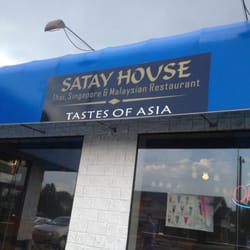 SATAY HOUSE
Thai, Singapore & Malaysian Restaurant
TASTES OF ASIA